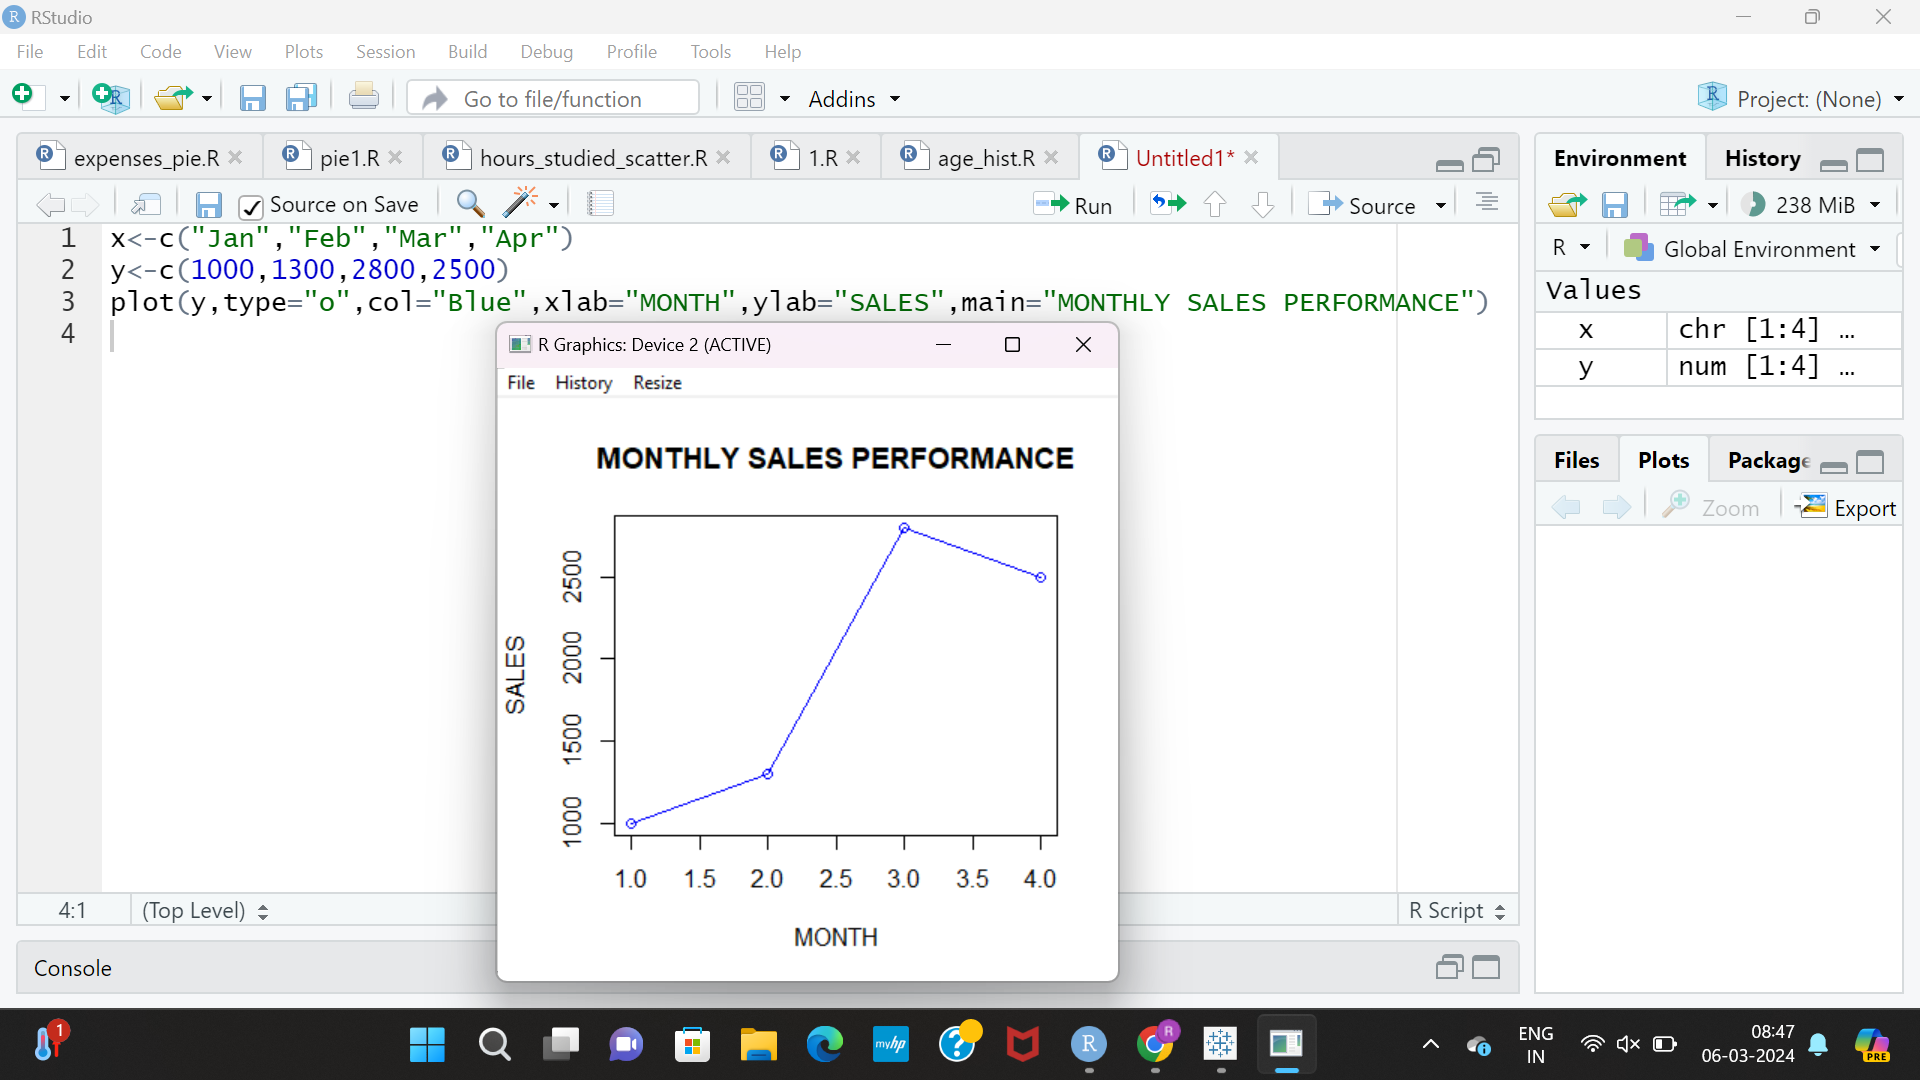 RStudio
File Edit Code View Plots Session Build Debug Profile Tools Help
Go to file/function Addins Project: (None)
expenses_pie.R pie1.R hours_studied_scatter.R 1.R age_hist.R Untitled1*
Source on Save Run Source
1 x<-c("Jan","Feb","Mar","Apr")
2 y<-c(1000,1300,2800,2500)
3 plot(y,type="o",col="Blue",xlab="MONTH",ylab="SALES",main="MONTHLY SALES PERFORMANCE")
4
R Graphics: Device 2 (ACTIVE)
File History Resize
MONTHLY SALES PERFORMANCE
SALES
2500
2000
1500
1000
1.0 1.5 2.0 2.5 3.0 3.5 4.0
MONTH
4:1 (Top Level) R Script
Console
Environment History
238 MiB
R Global Environment
Values
x chr [1:4] …
y num [1:4] …
Files Plots Package
Zoom Export
1
myhp
R
ENG
IN
08:47
06-03-2024
PRE